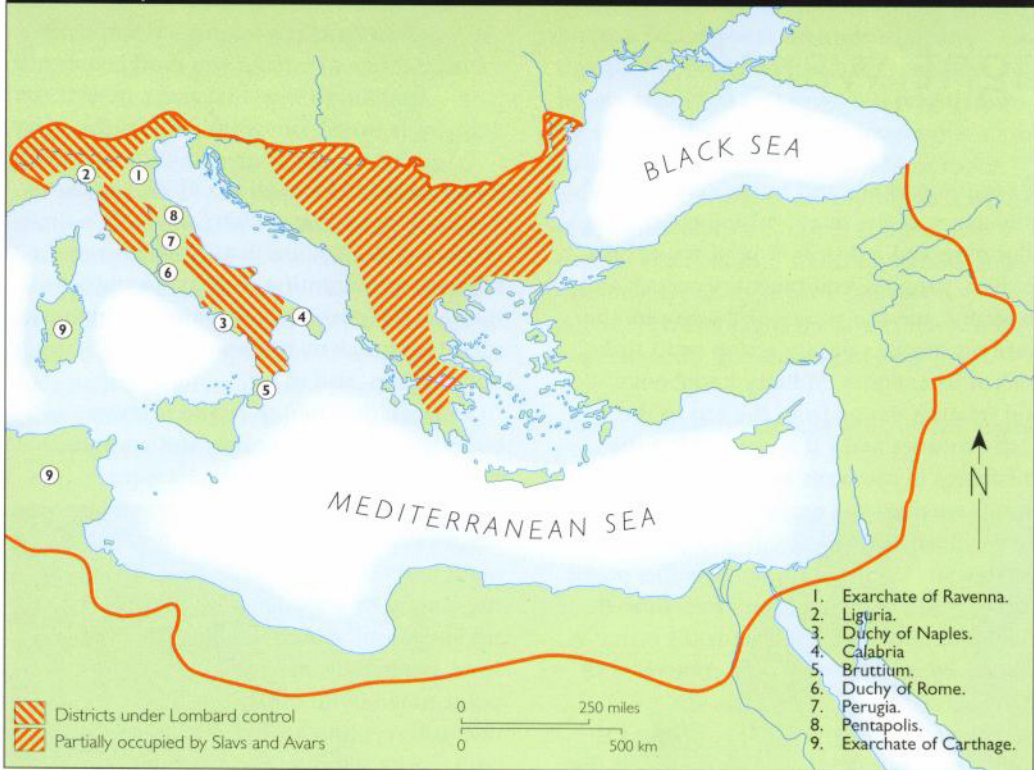 BLACK SEA
2
1
8
7
6
9
3
4
5
9
MEDITERRANEAN SEA
N
1. Exarchate of Ravenna.
2. Liguria.
3. Duchy of Naples.
4. Calabria
5. Bruttium.
6. Duchy of Rome.
7. Perugia.
8. Pentapolis.
9. Exarchate of Carthage.
Districts under Lombard control
Partially occupied by Slavs and Avars
0 250 miles
0 500 km